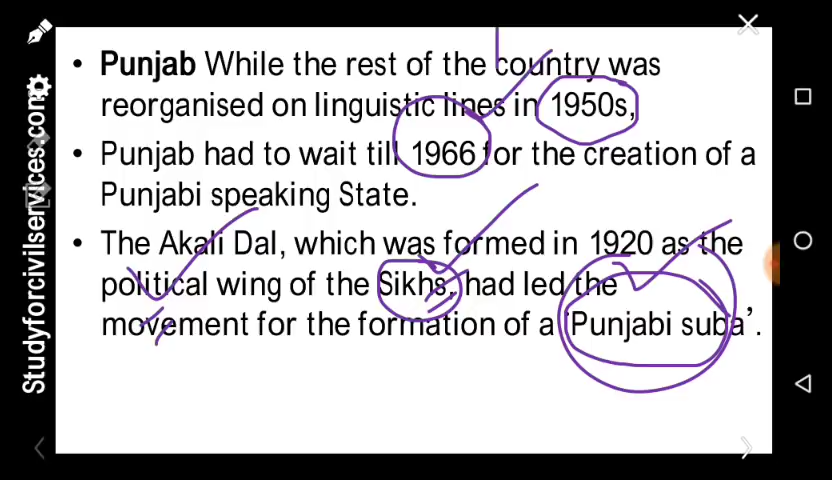 • Punjab While the rest of the country was
reorganised on linguistic lines in 1950s,
• Punjab had to wait till 1966 for the creation of a
Punjabi speaking State.
• The Akali Dal, which was formed in 1920 as the
political wing of the Sikhs, had led the
movement for the formation of a ‘Punjabi suba’.
Studyforcivilservices.com